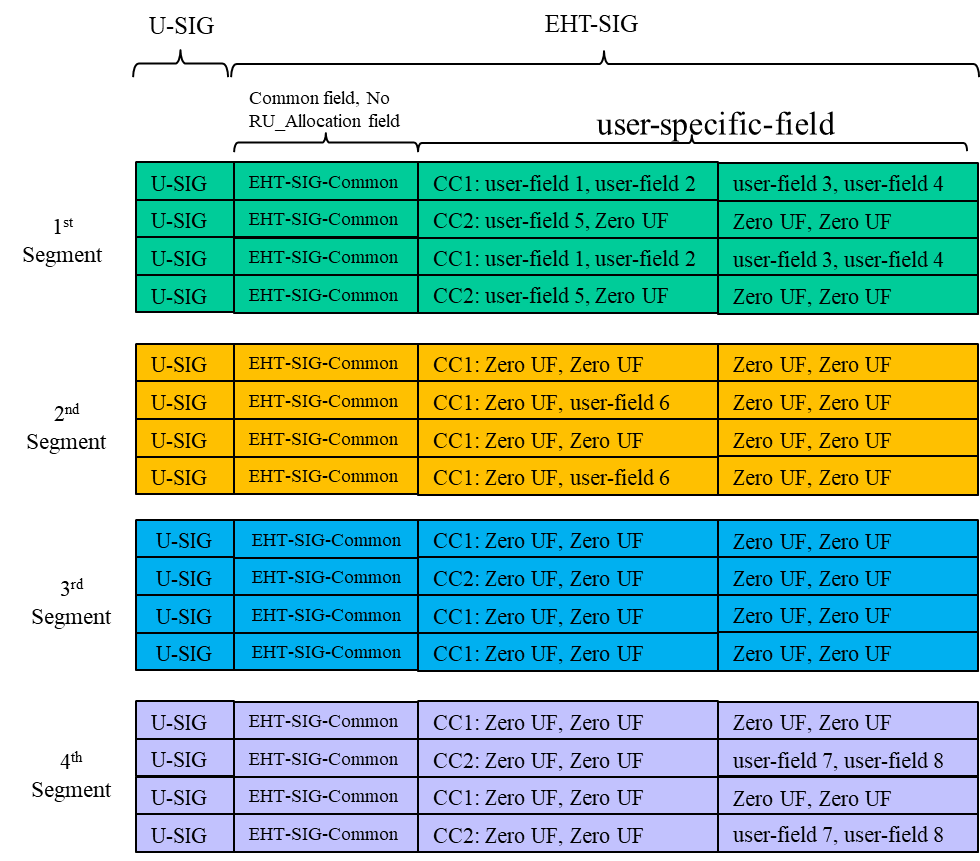 U-SIG
EHT-SIG
Common field, No
RU_Allocation field
user-specific-field
1st
Segment
U-SIG EHT-SIG-Common CC1: user-field 1, user-field 2 user-field 3, user-field 4
U-SIG EHT-SIG-Common CC2: user-field 5, Zero UF Zero UF, Zero UF
U-SIG EHT-SIG-Common CC1: user-field 1, user-field 2 user-field 3, user-field 4
U-SIG EHT-SIG-Common CC2: user-field 5, Zero UF Zero UF, Zero UF
2nd
Segment
U-SIG EHT-SIG-Common CC1: Zero UF, Zero UF Zero UF, Zero UF
U-SIG EHT-SIG-Common CC1: Zero UF, user-field 6 Zero UF, Zero UF
U-SIG EHT-SIG-Common CC1: Zero UF, Zero UF Zero UF, Zero UF
U-SIG EHT-SIG-Common CC1: Zero UF, user-field 6 Zero UF, Zero UF
3rd
Segment
U-SIG EHT-SIG-Common CC1: Zero UF, Zero UF Zero UF, Zero UF
U-SIG EHT-SIG-Common CC2: Zero UF, Zero UF Zero UF, Zero UF
U-SIG EHT-SIG-Common CC1: Zero UF, Zero UF Zero UF, Zero UF
U-SIG EHT-SIG-Common CC1: Zero UF, Zero UF Zero UF, Zero UF
4th
Segment
U-SIG EHT-SIG-Common CC1: Zero UF, Zero UF Zero UF, Zero UF
U-SIG EHT-SIG-Common CC2: Zero UF, Zero UF user-field 7, user-field 8
U-SIG EHT-SIG-Common CC1: Zero UF, Zero UF Zero UF, Zero UF
U-SIG EHT-SIG-Common CC2: Zero UF, Zero UF user-field 7, user-field 8